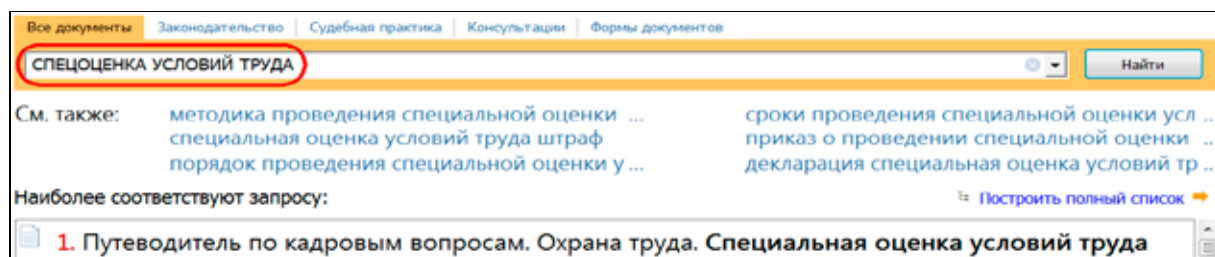 Все документы Законодательство Судебная практика Консультации Формы документов
СПЕЦОЦЕНКА УСЛОВИЙ ТРУДА Найти
См. также: методика проведения специальной оценки ... сроки проведения специальной оценки усл ..
специальная оценка условий труда штраф приказ о проведении специальной оценки ..
порядок проведения специальной оценки у ... декларация специальная оценка условий тр ..
Наиболее соответствуют запросу: Построить полный список
1. Путеводитель по кадровым вопросам. Охрана труда. Специальная оценка условий труда